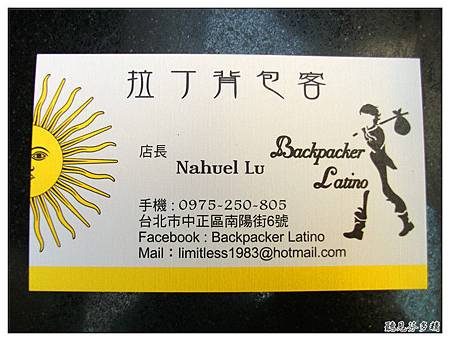 拉丁背包客
店長
Nahuel Lu
Backpacker
Latino
手機 : 0975-250-805
台北市中正區南陽街6號
Facebook : Backpacker Latino
Mail：limitless1983@hotmail.com